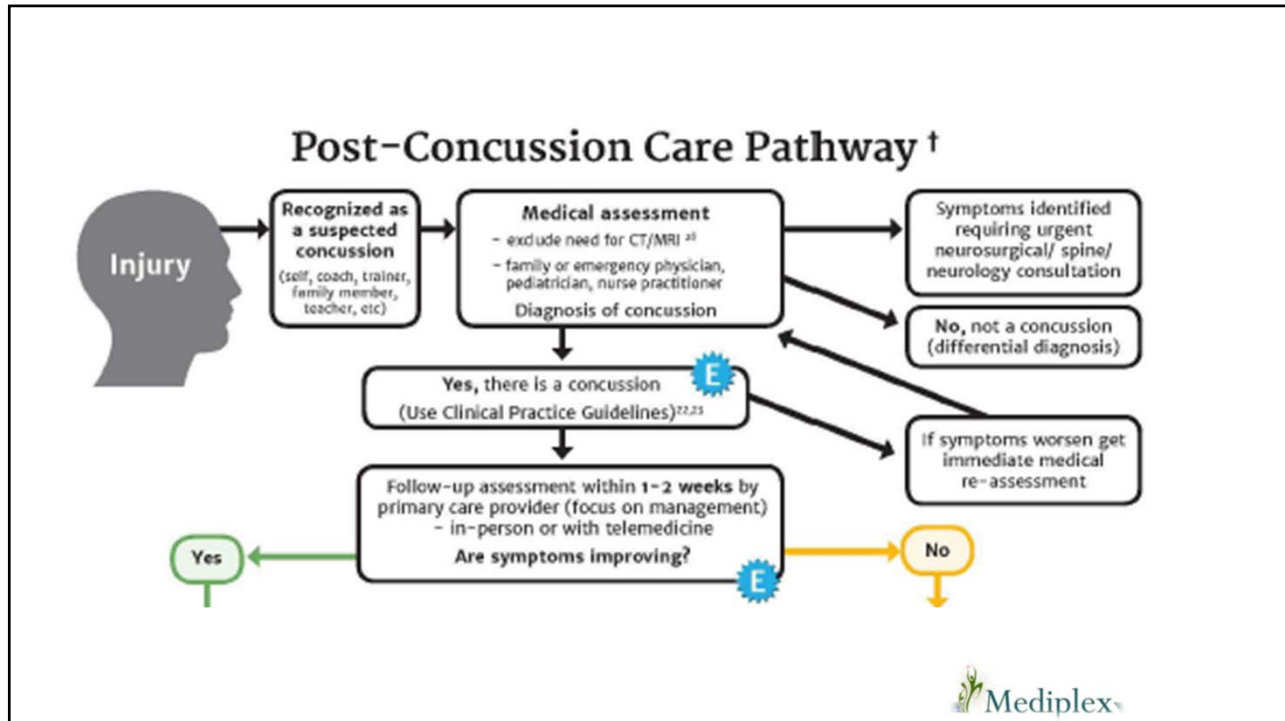 Post-Concussion Care Pathway †
Injury
Recognized as
a suspected
concussion
(self, coach, trainer,
family member,
teacher, etc)
Medical assessment
- exclude need for CT/MRI
- family or emergency physician,
pediatrician, nurse practitioner
Diagnosis of concussion
Symptoms identified
requiring urgent
neurosurgical/ spine/
neurology consultation
No, not a concussion
(differential diagnosis)
E
Yes, there is a concussion
(Use Clinical Practice Guidelines)²²,²³
If symptoms worsen get
immediate medical
re-assessment
Follow-up assessment within 1-2 weeks by
primary care provider (focus on management)
- in-person or with telemedicine
Are symptoms improving?
E
Yes
No
Mediplex